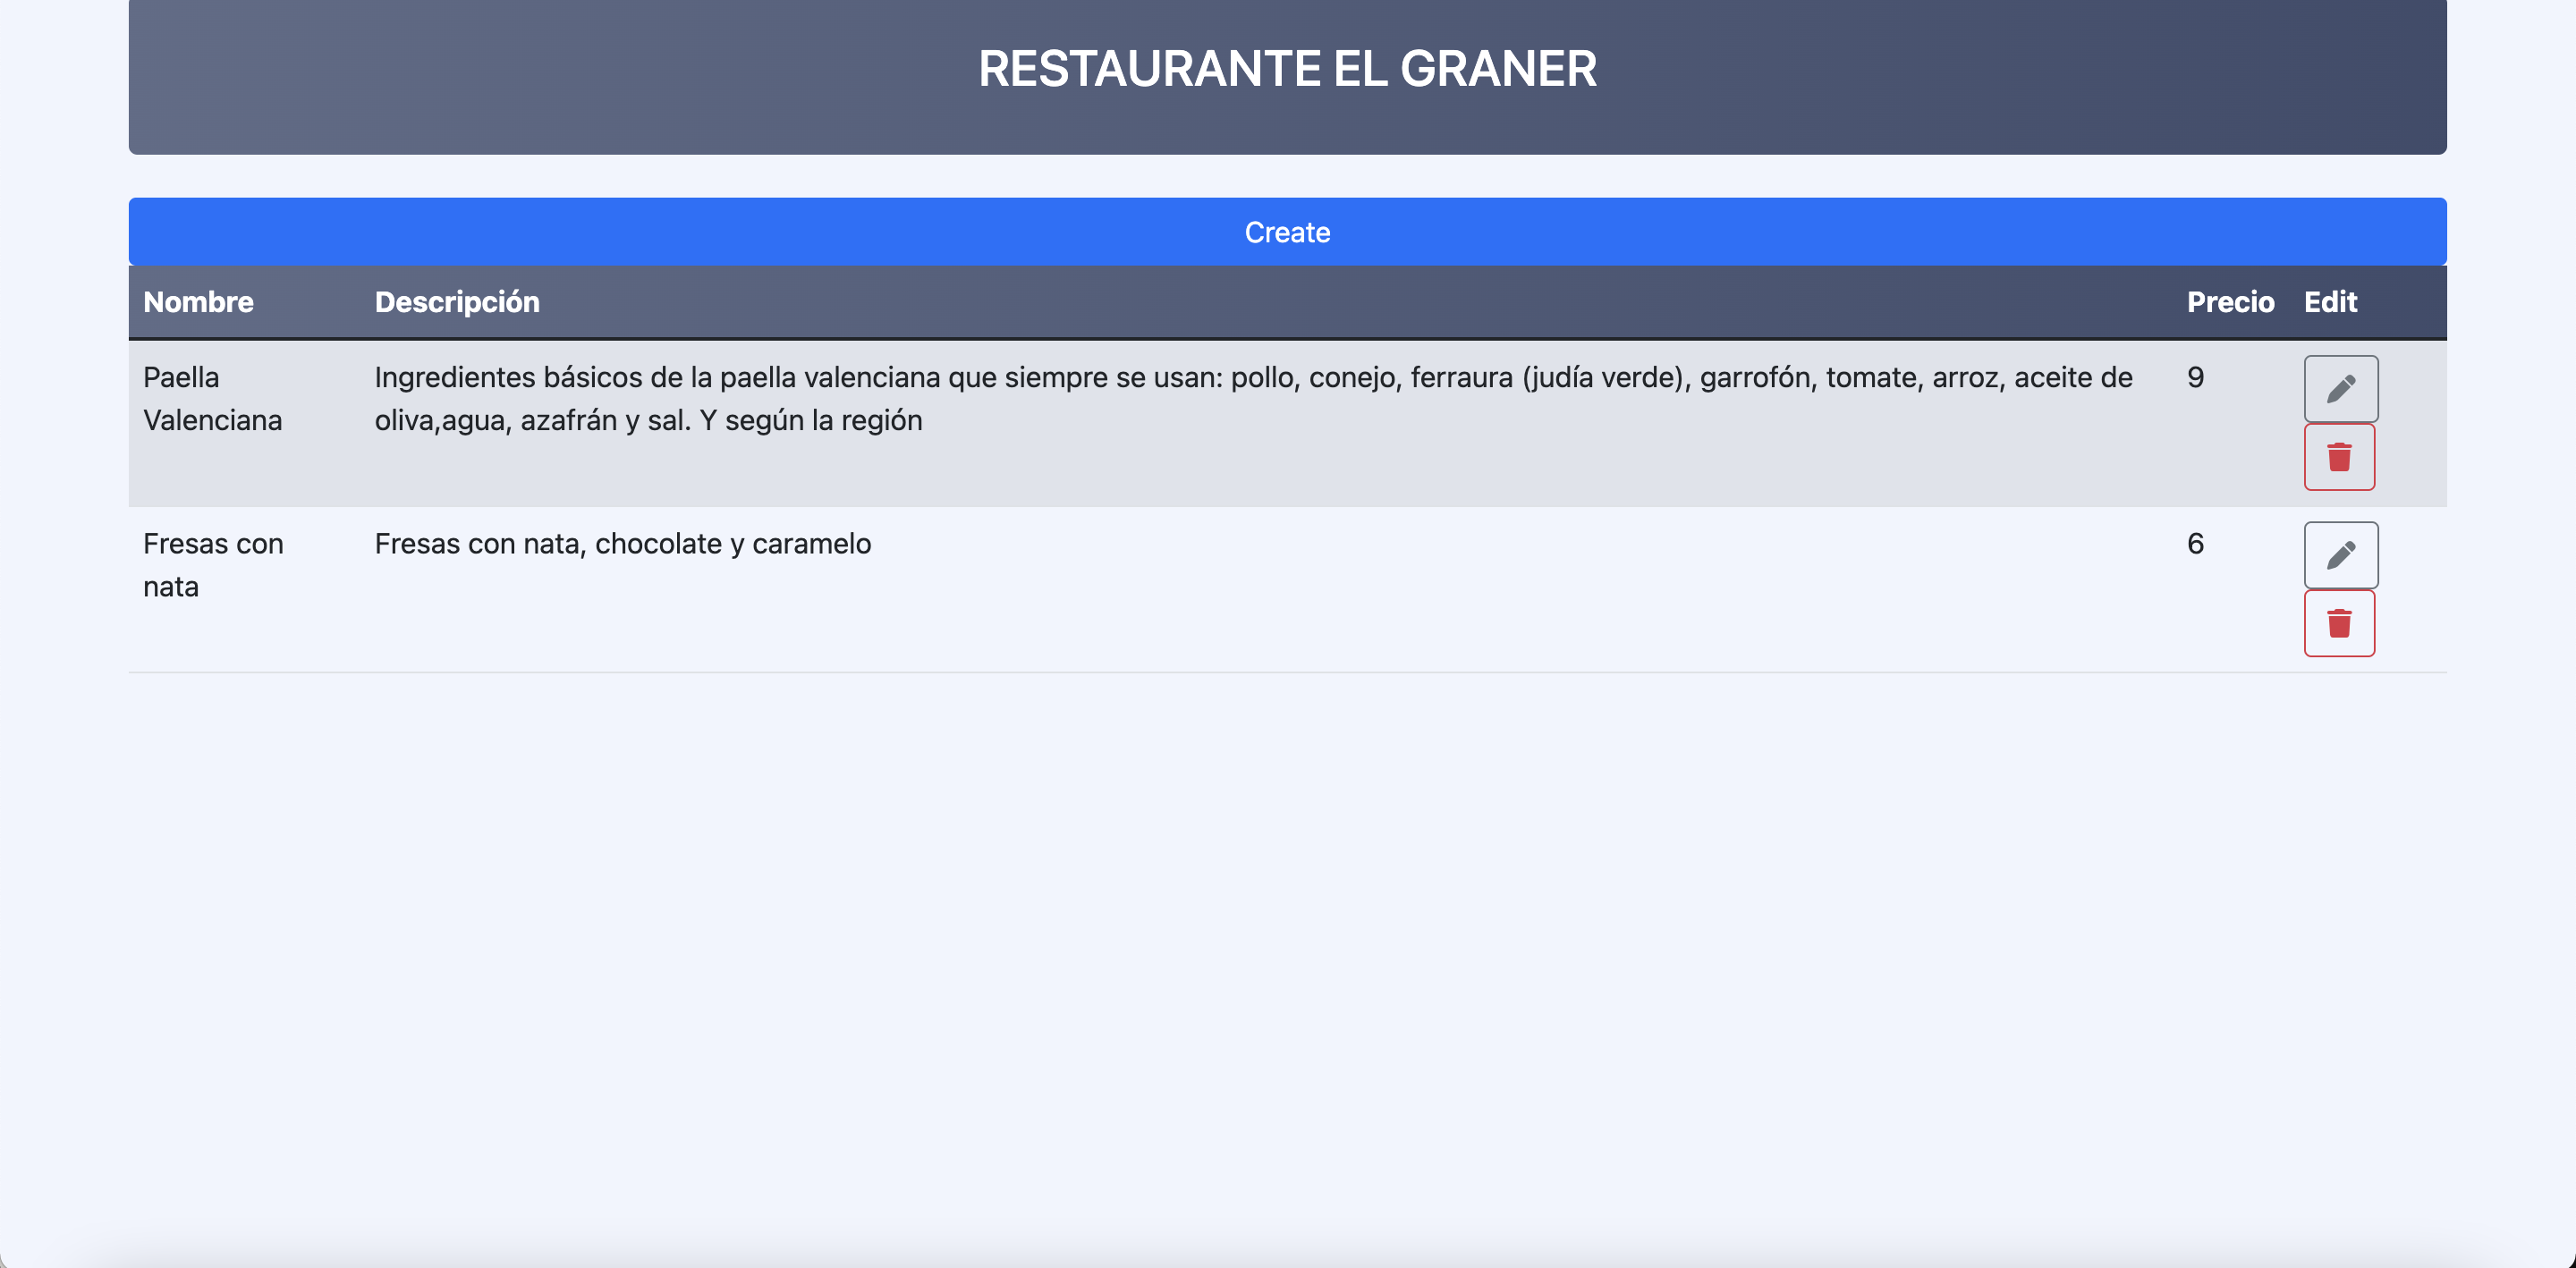 RESTAURANTE EL GRANER
Create
Nombre Descripción Precio Edit
Paella Valenciana
Ingredientes básicos de la paella valenciana que siempre se usan: pollo, conejo, ferraura (judía verde), garrofón, tomate, arroz, aceite de
oliva,agua, azafrán y sal. Y según la región
9
Fresas con nata
Fresas con nata, chocolate y caramelo
6